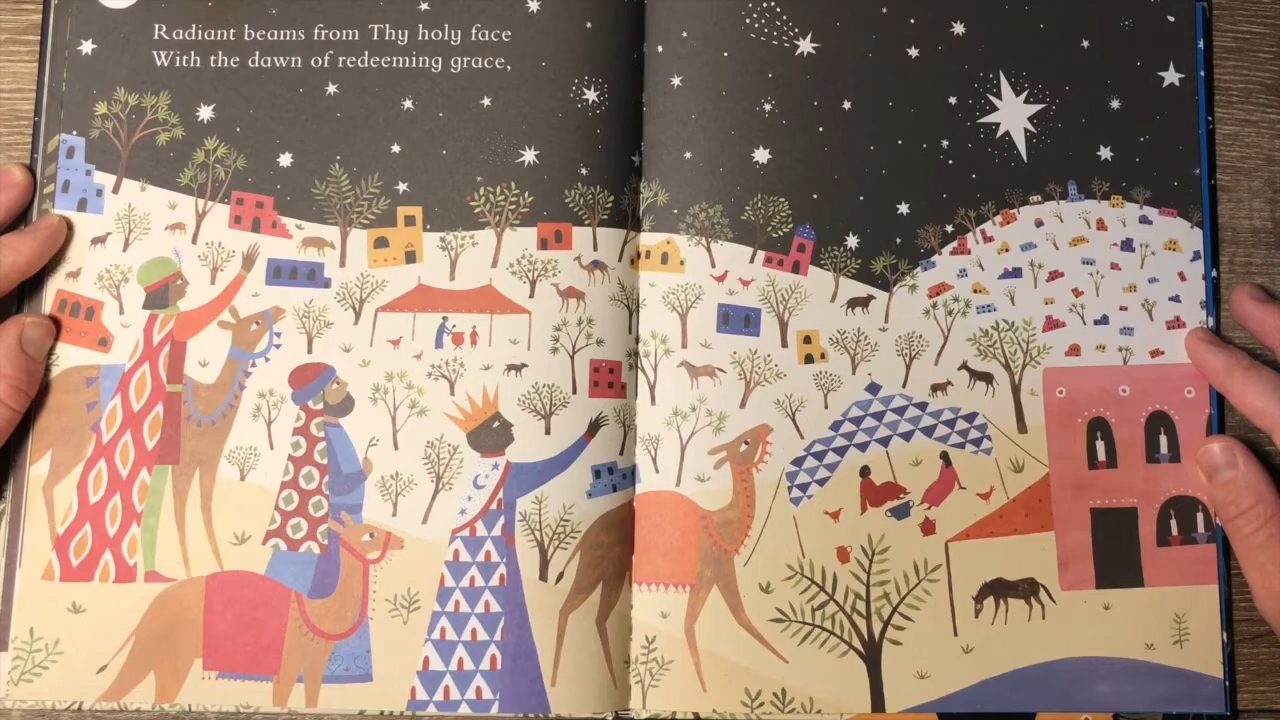 Radiant beams from Thy holy face
With the dawn of redeeming grace,